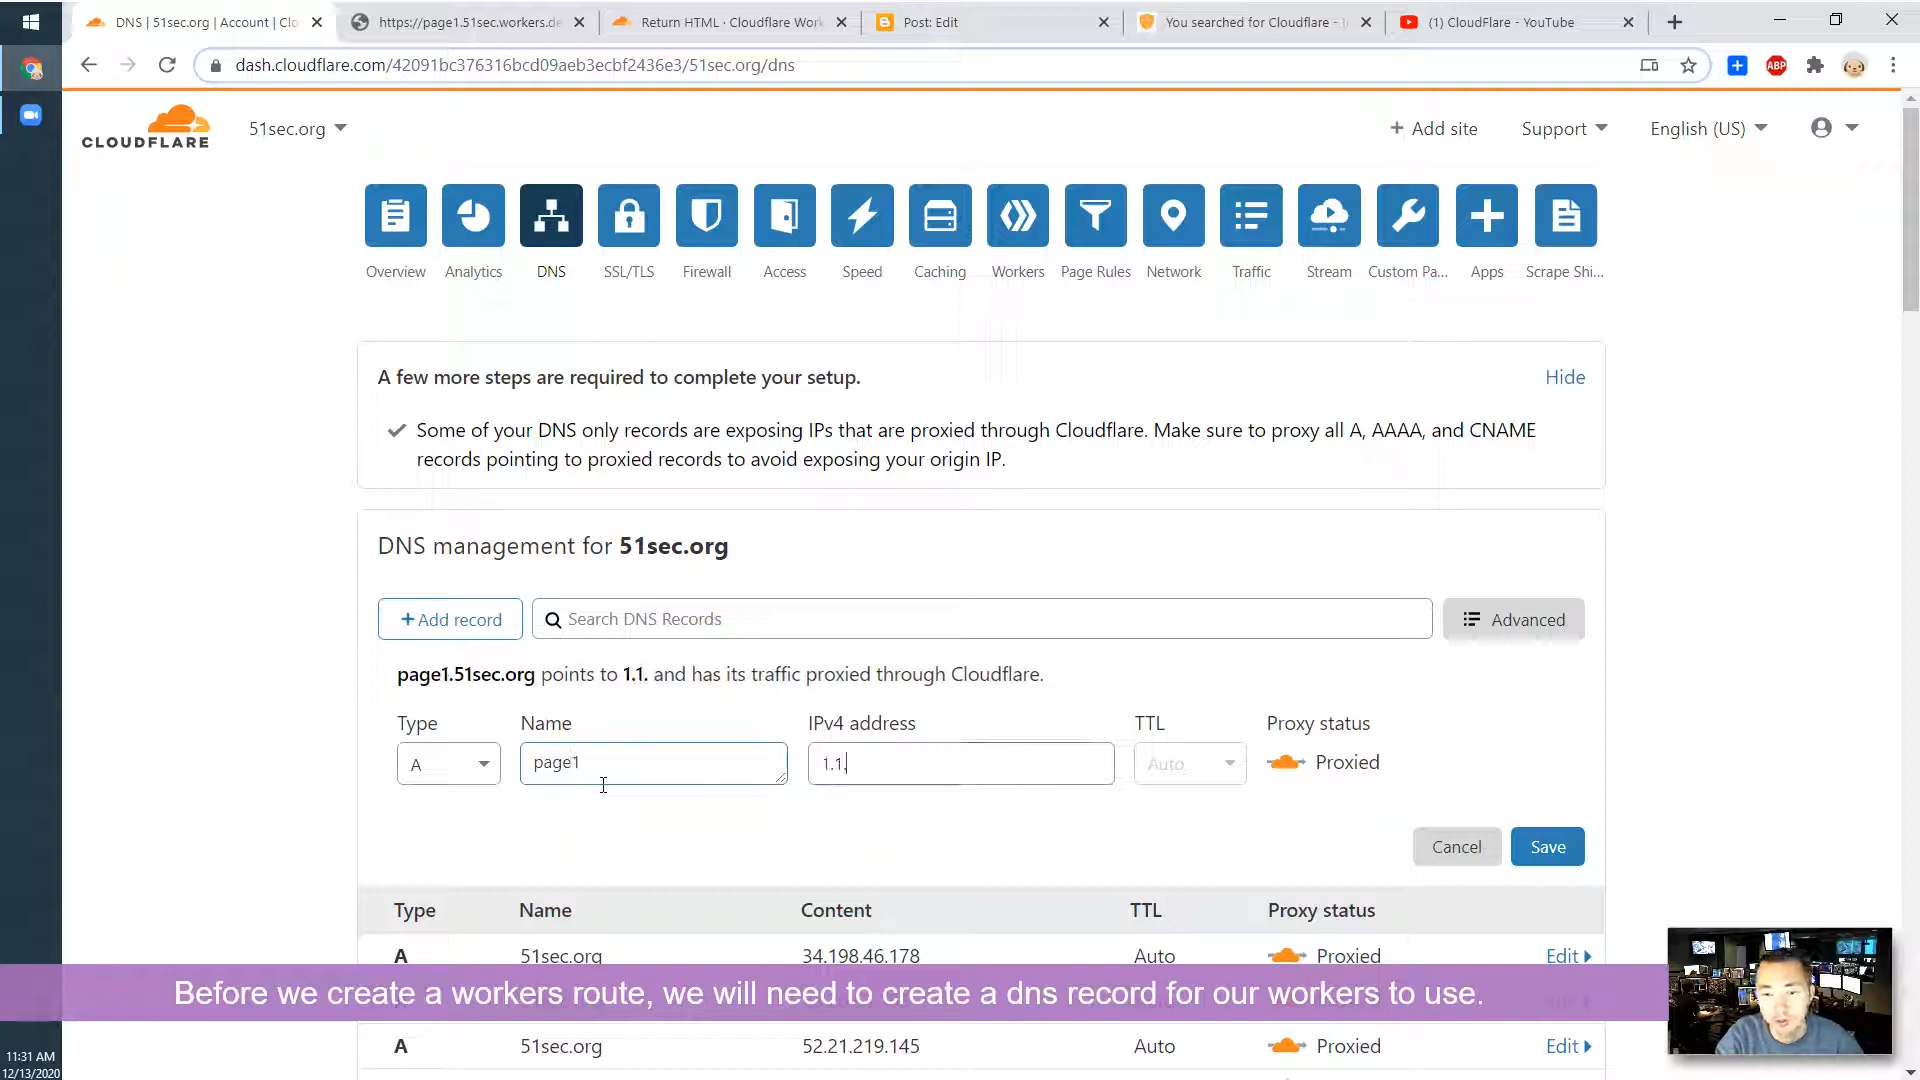 DNS | 51sec.org | Account | Clo
https://page1.51sec.workers.de
Return HTML · Cloudflare Work
Post: Edit
You searched for Cloudflare -
(1) CloudFlare - YouTube
dash.cloudflare.com/42091bc376316bcd09aeb3ecbf2436e3/51sec.org/dns
ABP
CLOUDFLARE
51sec.org
+ Add site
Support
English (US)
Overview
Analytics
DNS
SSL/TLS
Firewall
Access
Speed
Caching
Workers
Page Rules
Network
Traffic
Stream
Custom Pa...
Apps
Scrape Shi...
A few more steps are required to complete your setup.
Hide
Some of your DNS only records are exposing IPs that are proxied through Cloudflare. Make sure to proxy all A, AAAA, and CNAME
records pointing to proxied records to avoid exposing your origin IP.
DNS management for 51sec.org
+ Add record
Search DNS Records
Advanced
page1.51sec.org points to 1.1. and has its traffic proxied through Cloudflare.
Type
Name
IPv4 address
TTL
Proxy status
A
page1
1.1.
Auto
Proxied
Cancel
Save
Type Name Content TTL Proxy status
A 51sec.org 34.198.46.178 Auto Proxied Edit
Before we create a workers route, we will need to create a dns record for our workers to use.
A 51sec.org 52.21.219.145 Auto Proxied Edit
11:31 AM
12/13/2020